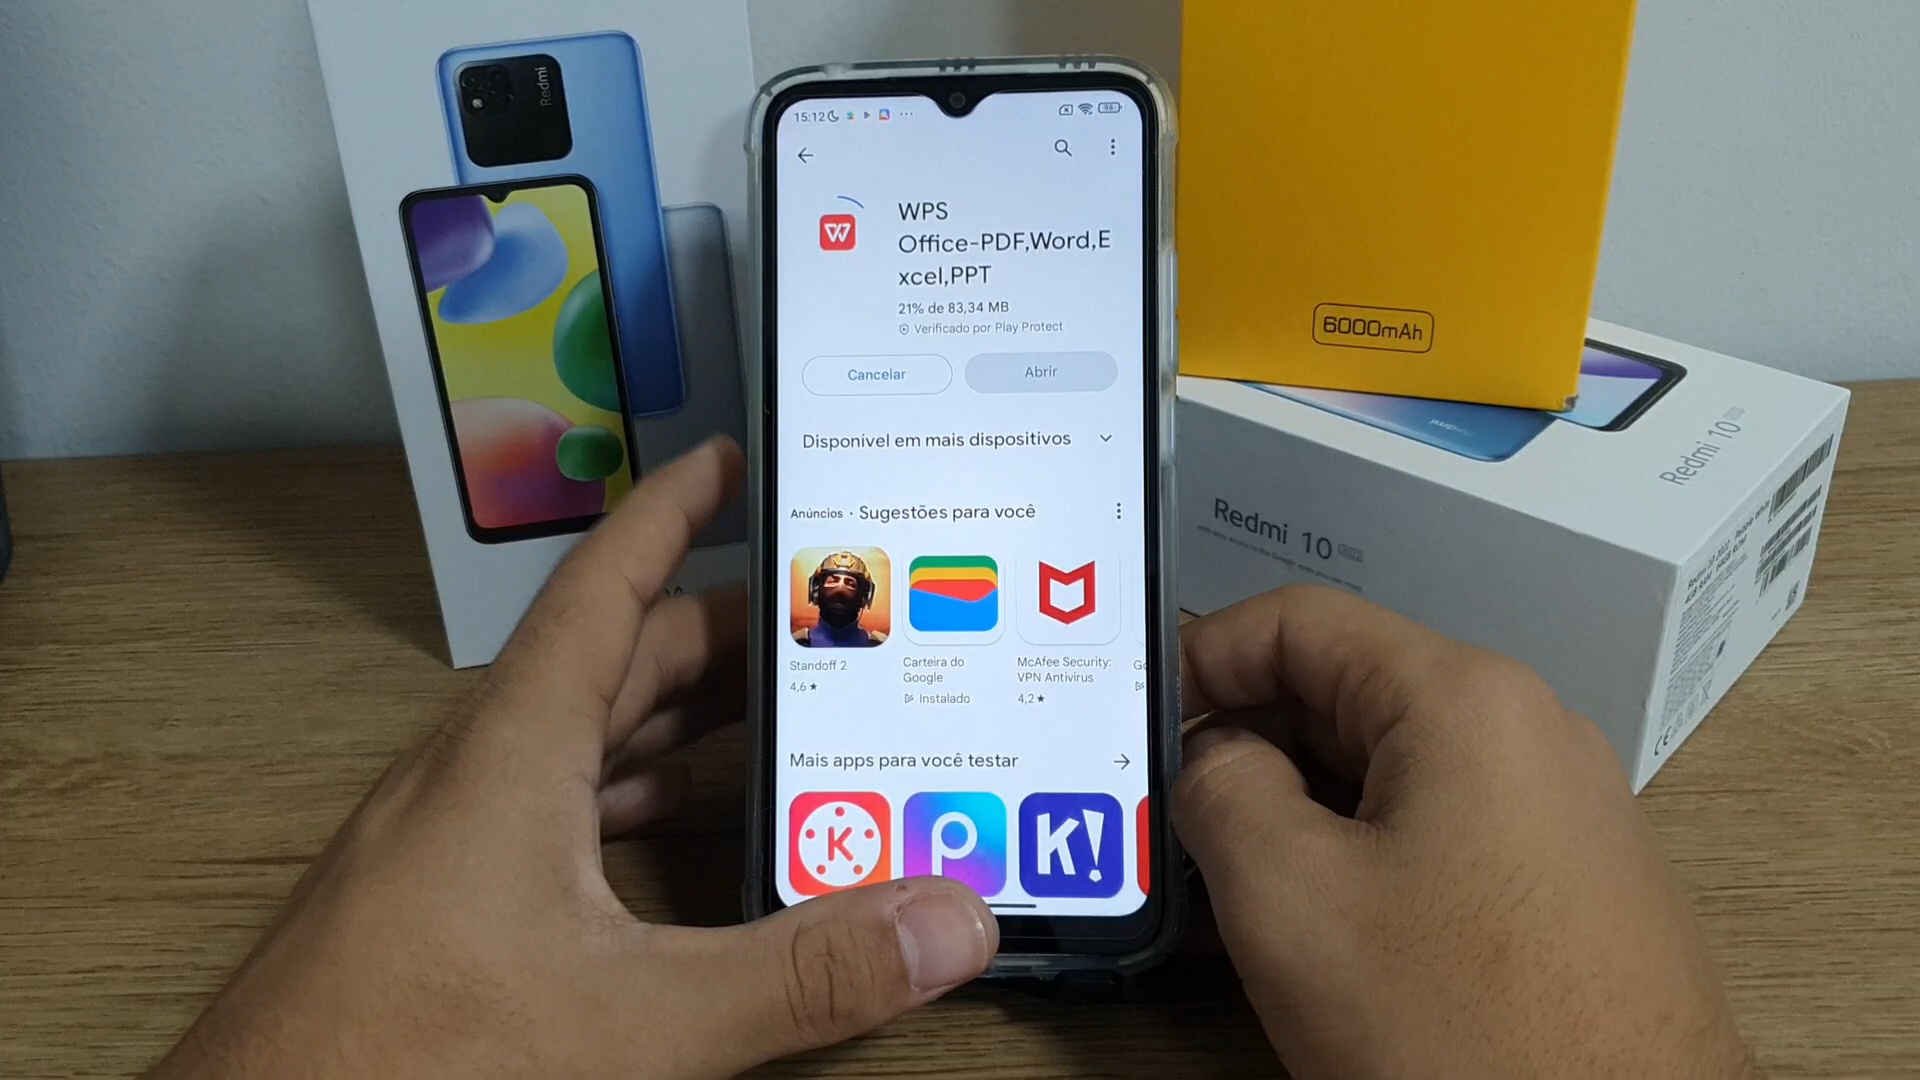 Redmi
15:12
98
WPS
Office-PDF,Word,E
xcel,PPT
21% de 83,34 MB
Verificado por Play Protect
Cancelar
Abrir
Disponível em mais dispositivos
Anúncios · Sugestões para você
Standoff 2
4,6 ★
Carteira do
Google
Instalado
McAfee Security:
VPN Antivirus
4,2 ★
Mais apps para você testar
K
P
K!
6000mAh
Redmi
Redmi 10
Redmi 10